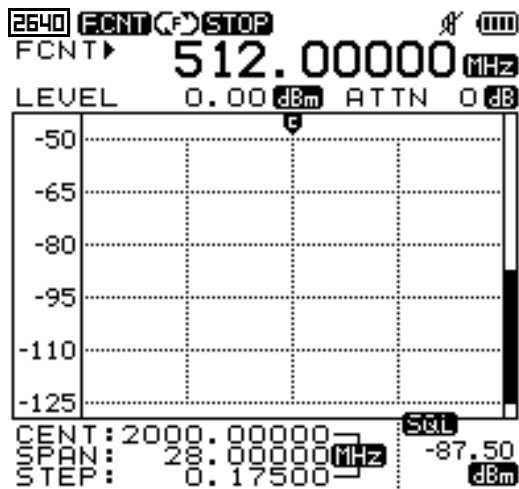 2640 F.CNT (F) STOP
FCNT▶ 512.00000 MHz
LEVEL 0.00 dBm ATTN 0 dB
C
-50
-65
-80
-95
-110
-125
CENT:2000.00000
SPAN: 28.00000 MHz
STEP: 0.17500
SQL
-87.50
dBm